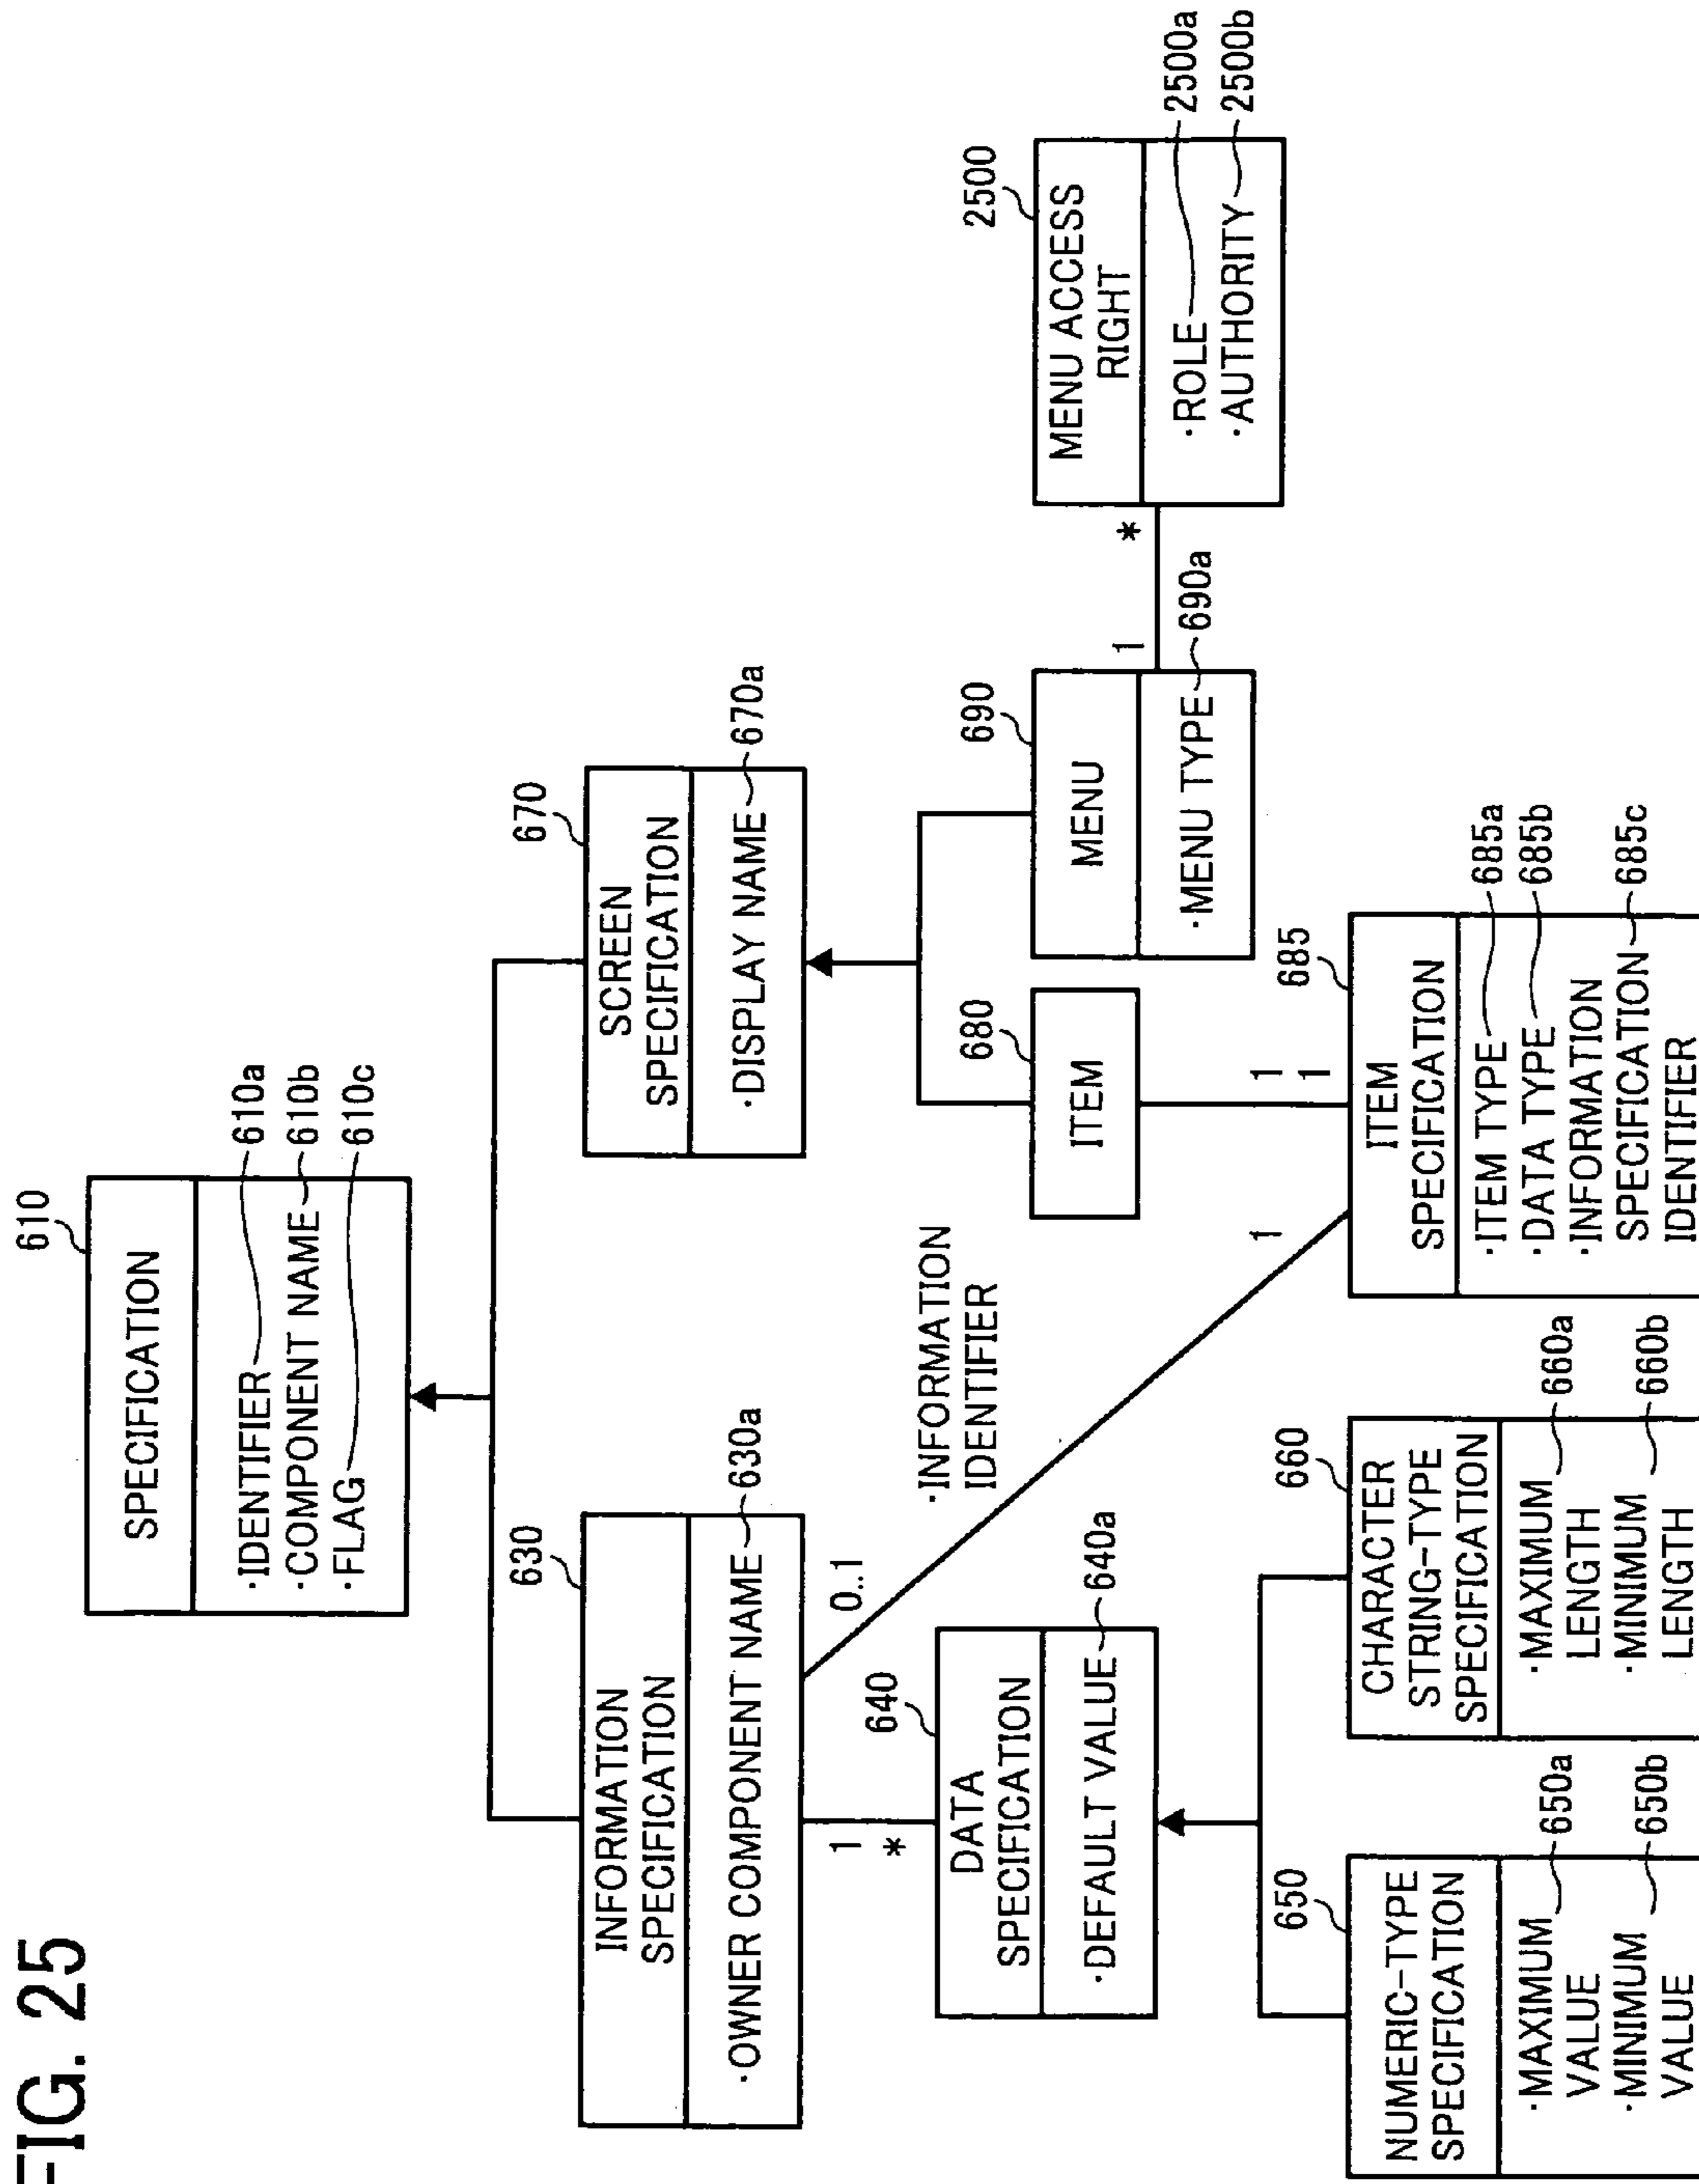 FIG. 25
610
SPECIFICATION
·IDENTIFIER 610a
·COMPONENT NAME 610b
·FLAG 610c
630
INFORMATION
SPECIFICATION
·OWNER COMPONENT NAME 630a
670
SCREEN
SPECIFICATION
·DISPLAY NAME 670a
0..1
1
*
·INFORMATION
IDENTIFIER
640
DATA
SPECIFICATION
·DEFAULT VALUE 640a
680
ITEM
690
MENU
·MENU TYPE 690a
1
*
2500
MENU ACCESS
RIGHT
·ROLE 2500a
·AUTHORITY 2500b
1
1
1
650
NUMERIC-TYPE
SPECIFICATION
·MAXIMUM
VALUE 650a
·MINIMUM
VALUE 650b
660
CHARACTER
STRING-TYPE
SPECIFICATION
·MAXIMUM
LENGTH 660a
·MINIMUM
LENGTH 660b
685
ITEM
SPECIFICATION
·ITEM TYPE 685a
·DATA TYPE 685b
·INFORMATION
SPECIFICATION 685c
IDENTIFIER